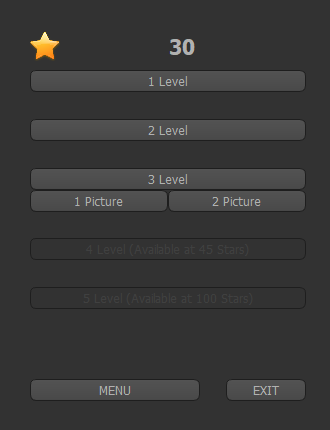 30
1 Level
2 Level
3 Level
1 Picture 2 Picture
4 Level (Available at 45 Stars)
5 Level (Available at 100 Stars)
MENU EXIT